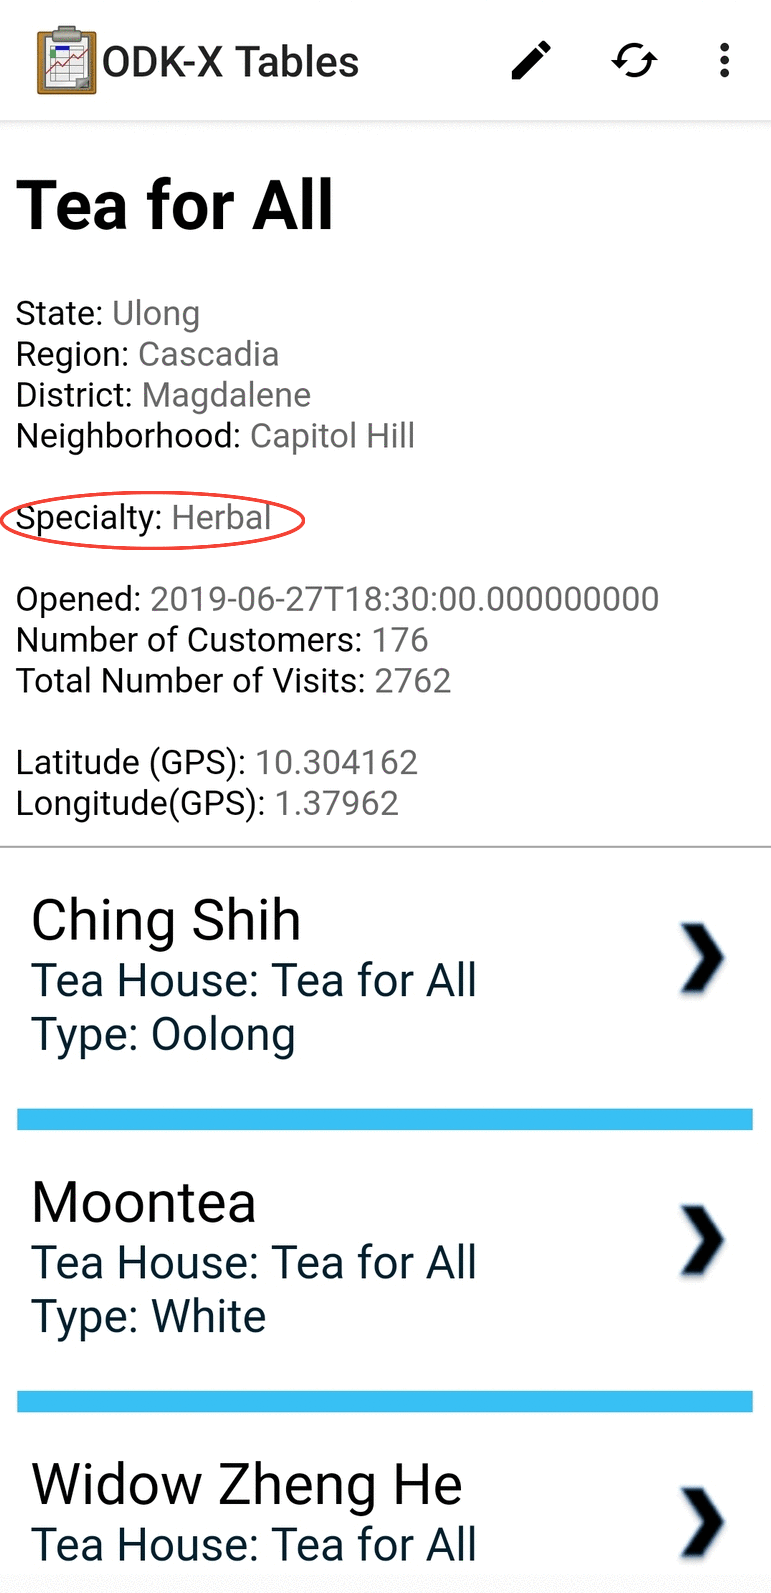 ODK-X Tables
Tea for All
State: Ulong
Region: Cascadia
District: Magdalene
Neighborhood: Capitol Hill
Specialty: Herbal
Opened: 2019-06-27T18:30:00.000000000
Number of Customers: 176
Total Number of Visits: 2762
Latitude (GPS): 10.304162
Longitude(GPS): 1.37962
Ching Shih
Tea House: Tea for All
Type: Oolong
Moontea
Tea House: Tea for All
Type: White
Widow Zheng He
Tea House: Tea for All